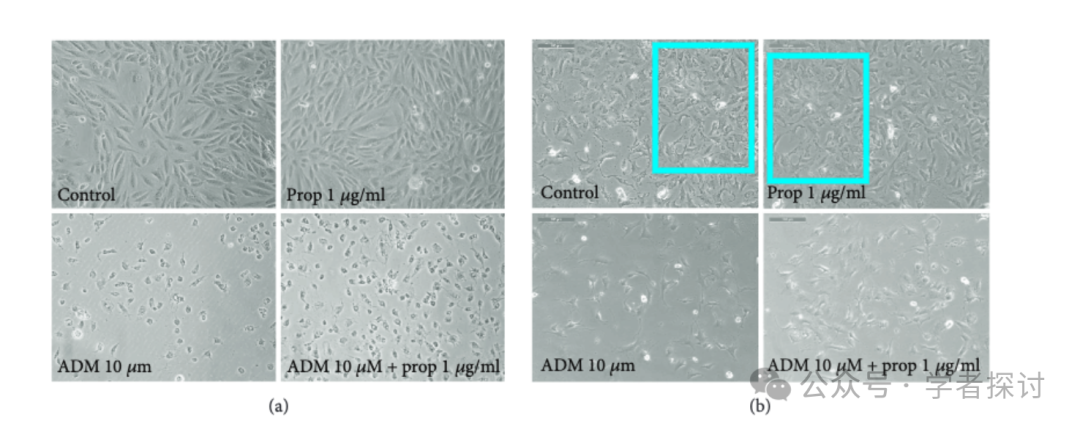 Control
Prop 1 μg/ml
ADM 10 μm
ADM 10 μM + prop 1 μg/ml
(a)
Control
Prop 1 μg/ml
ADM 10 μm
ADM 10 μM + prop 1 μg/ml
(b)
公众号 · 学者探讨